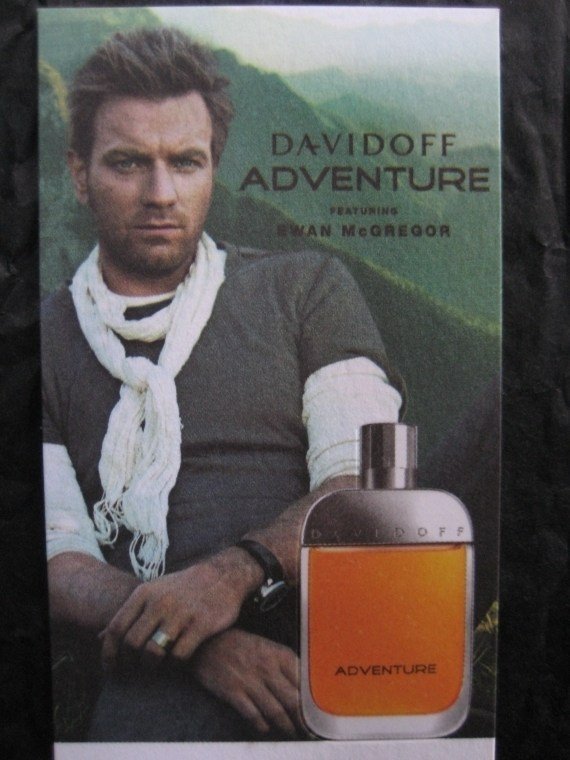 DAVIDOFF
ADVENTURE
FEATURING
EWAN McGREGOR
DAVIDOFF
ADVENTURE